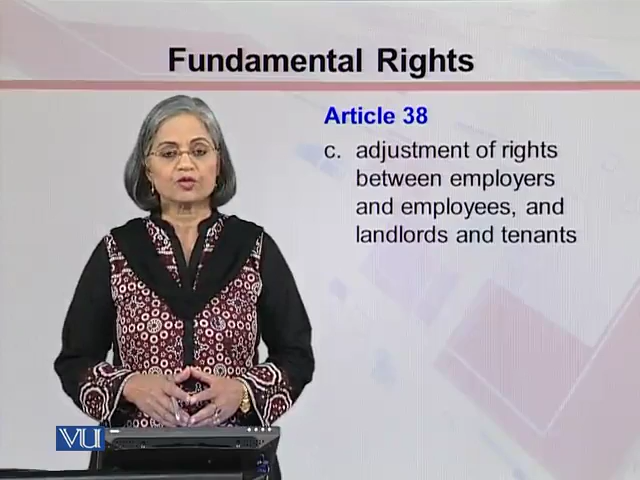 Fundamental Rights
Article 38
c. adjustment of rights
between employers
and employees, and
landlords and tenants
VU